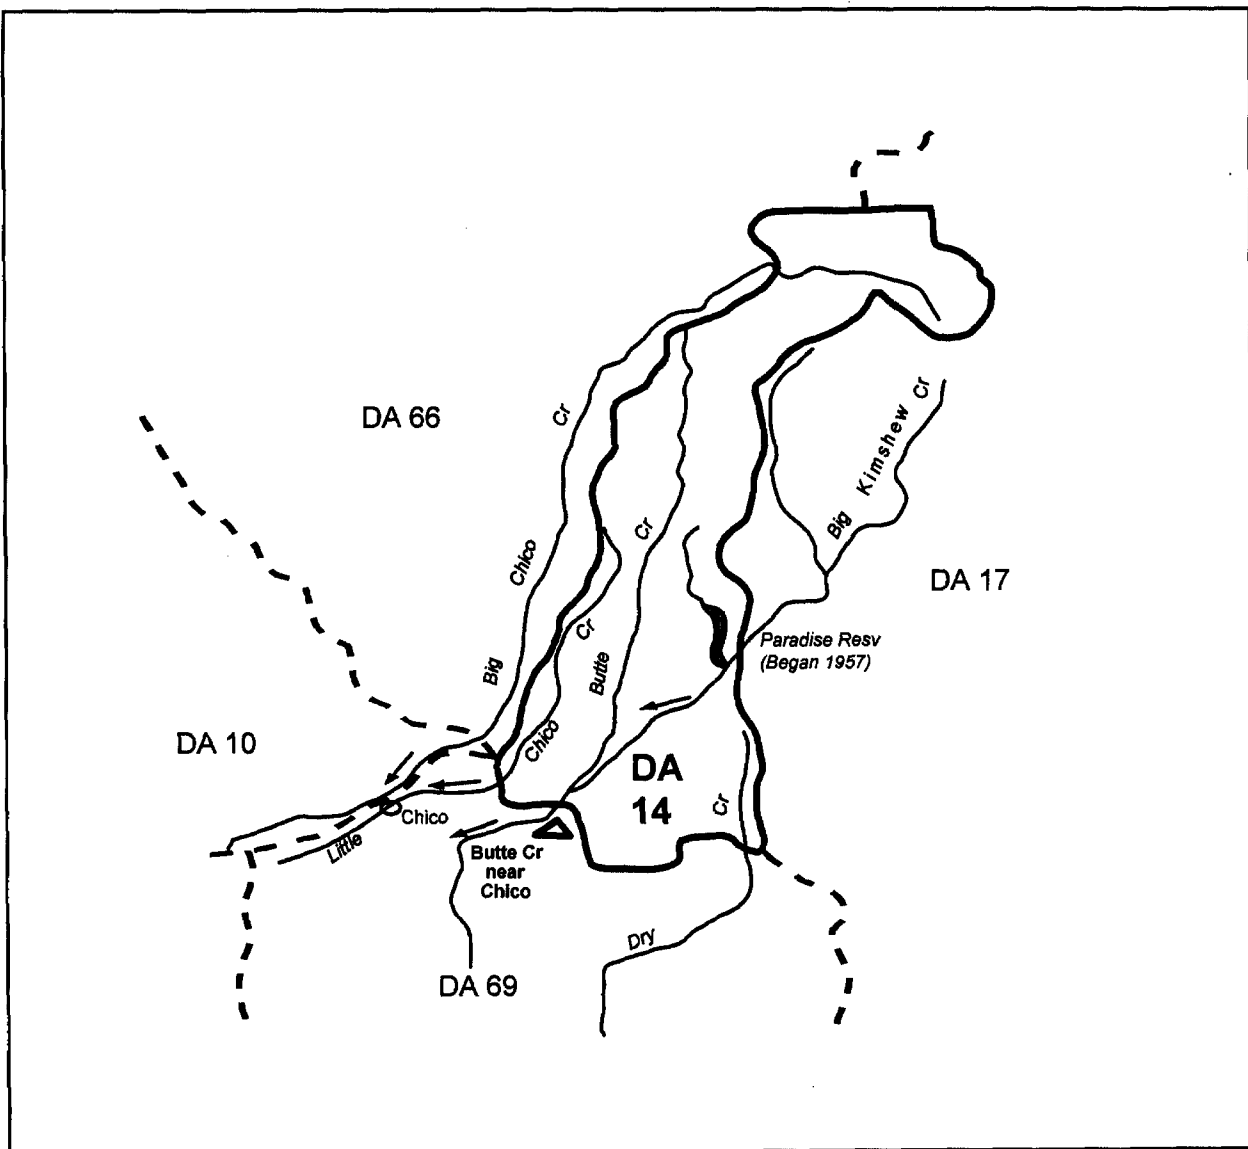 DA 66
Cr
Big Kimshew Cr
Chico
Cr
DA 17
Cr
Paradise Resv
(Began 1957)
Big
Butte
Chico
DA 10
DA
14
Cr
Chico
Little
Butte Cr
near
Chico
Dry
DA 69